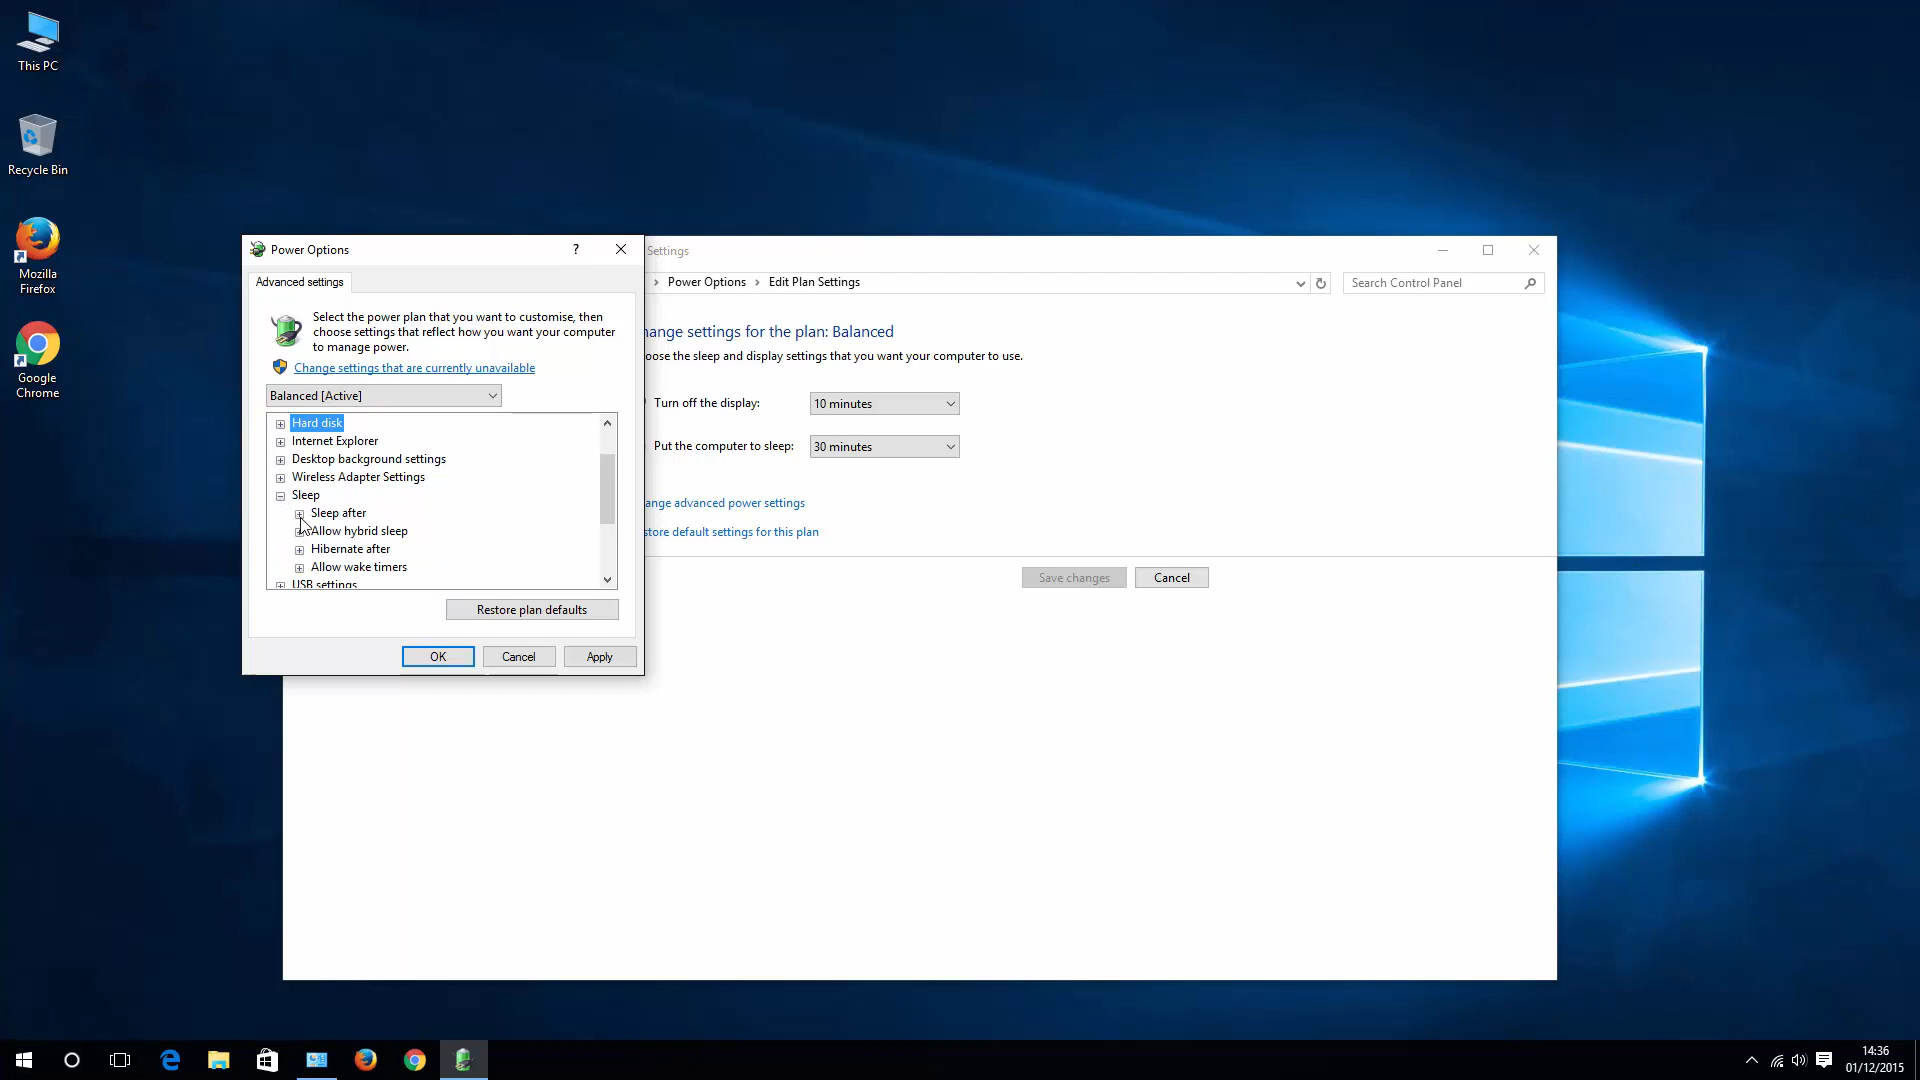 This PC
Recycle Bin
Mozilla
Firefox
Google
Chrome
Power Options
?
Advanced settings
Select the power plan that you want to customise, then
choose settings that reflect how you want your computer
to manage power.
Change settings that are currently unavailable
Balanced [Active]
Hard disk
Internet Explorer
Desktop background settings
Wireless Adapter Settings
Sleep
Sleep after
Allow hybrid sleep
Hibernate after
Allow wake timers
USB settings
Restore plan defaults
OK Cancel Apply
Settings
Power Options > Edit Plan Settings
Search Control Panel
hange settings for the plan: Balanced
oose the sleep and display settings that you want your computer to use.
Turn off the display: 10 minutes
Put the computer to sleep: 30 minutes
ange advanced power settings
store default settings for this plan
Save changes Cancel
14:36
01/12/2015